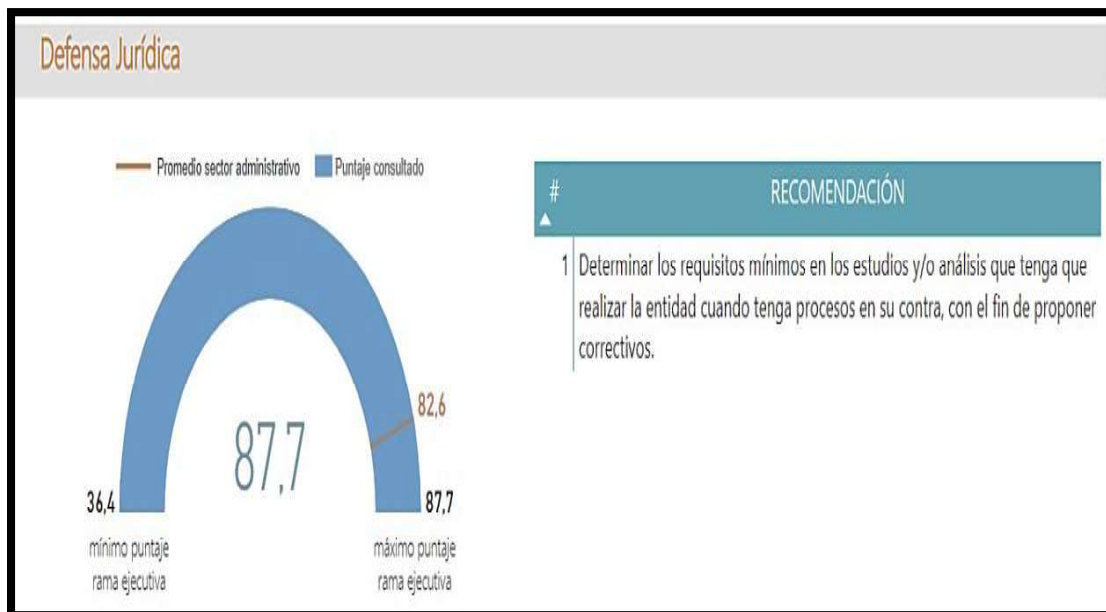 Defensa Jurídica
Promedio sector administrativo
Puntaje consultado
82,6
87,7
36,4
87,7
mínimo puntaje
rama ejecutiva
máximo puntaje
rama ejecutiva
#
RECOMENDACIÓN
1 Determinar los requisitos mínimos en los estudios y/o análisis que tenga que
realizar la entidad cuando tenga procesos en su contra, con el fin de proponer
correctivos.